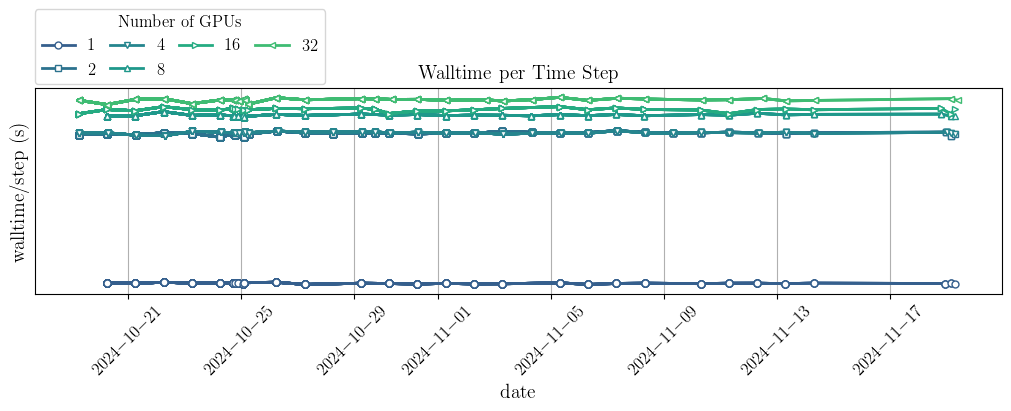 Number of GPUs
1 4 16 32
2 8
Walltime per Time Step
walltime/step (s)
2024−10−21 2024−10−25 2024−10−29 2024−11−01 2024−11−05 2024−11−09 2024−11−13 2024−11−17
date